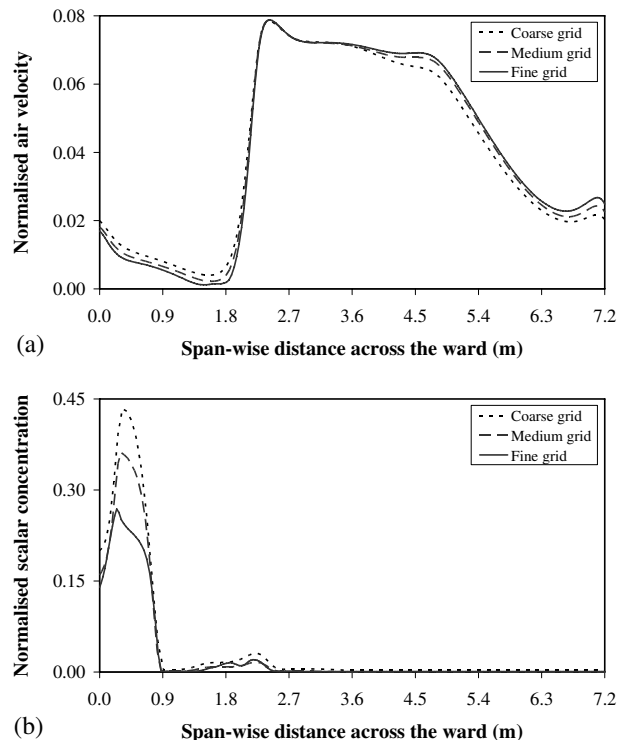 Normalised air velocity
0.08
0.06
0.04
0.02
0.00
Coarse grid
Medium grid
Fine grid
0.0 0.9 1.8 2.7 3.6 4.5 5.4 6.3 7.2
(a)
Span-wise distance across the ward (m)
Normalised scalar concentration
0.45
0.30
0.15
0.00
Coarse grid
Medium grid
Fine grid
0.0 0.9 1.8 2.7 3.6 4.5 5.4 6.3 7.2
(b)
Span-wise distance across the ward (m)